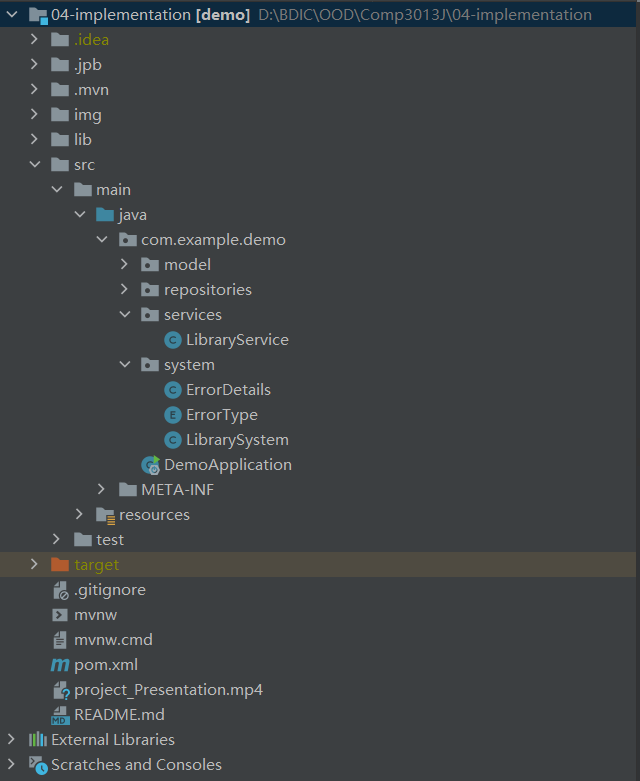 04-implementation [demo] D:\BDIC\OOD\Comp3013J\04-implementation
.idea
.jpb
.mvn
img
lib
src
main
java
com.example.demo
model
repositories
services
C LibraryService
system
C ErrorDetails
E ErrorType
C LibrarySystem
DemoApplication
META-INF
resources
test
target
.gitignore
mvnw
mvnw.cmd
m pom.xml
? project_Presentation.mp4
MD README.md
External Libraries
Scratches and Consoles